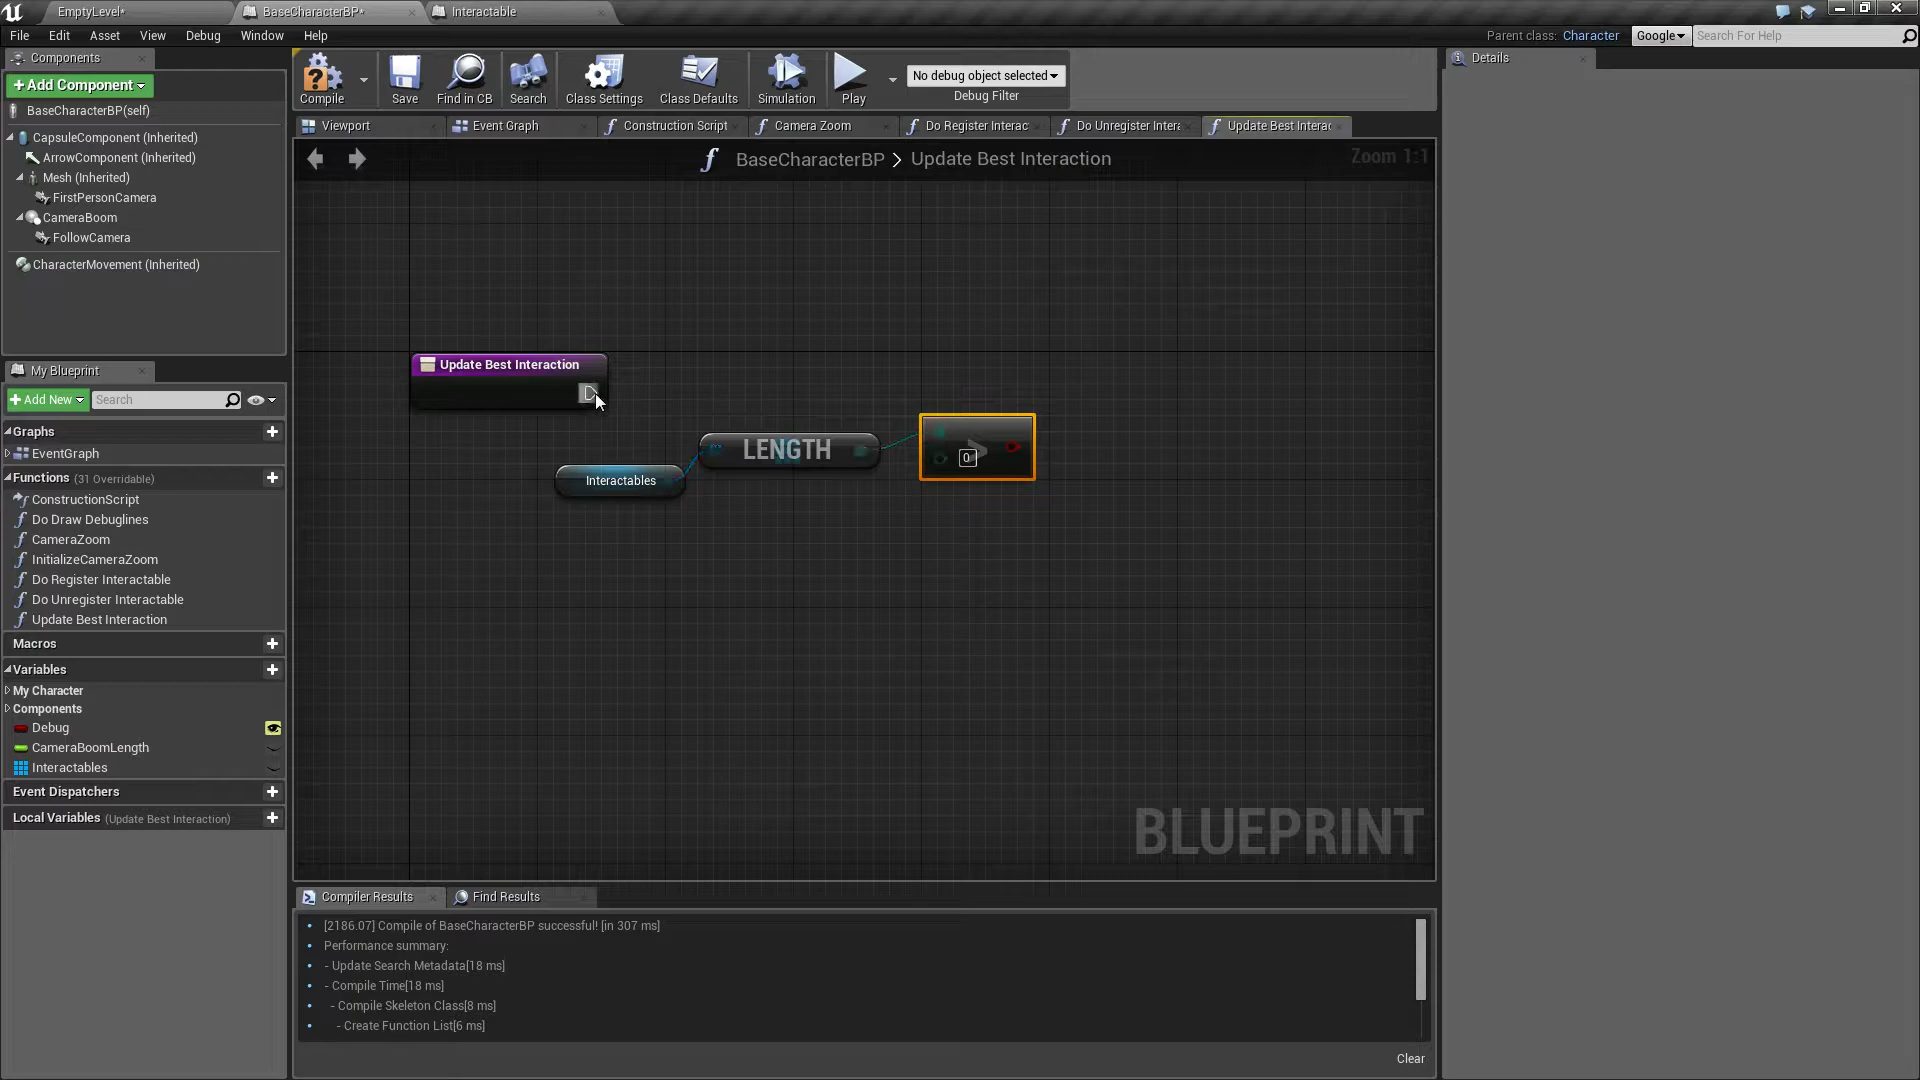 EmptyLevel*
BaseCharacterBP*
Interactable
File Edit Asset View Debug Window Help
Parent class: Character
Google
Search For Help
Components
+ Add Component
BaseCharacterBP(self)
CapsuleComponent (Inherited)
ArrowComponent (Inherited)
Mesh (Inherited)
FirstPersonCamera
CameraBoom
FollowCamera
CharacterMovement (Inherited)
Compile
Save
Find in CB
Search
Class Settings
Class Defaults
Simulation
Play
No debug object selected
Debug Filter
Details
Viewport
Event Graph
Construction Script
Camera Zoom
Do Register Interac
Do Unregister Intera
Update Best Interac
BaseCharacterBP > Update Best Interaction
Zoom 1:1
Update Best Interaction
LENGTH
Interactables
>
0
BLUEPRINT
My Blueprint
+ Add New
Search
Graphs
EventGraph
Functions (31 Overridable)
ConstructionScript
Do Draw Debuglines
CameraZoom
InitializeCameraZoom
Do Register Interactable
Do Unregister Interactable
Update Best Interaction
Macros
Variables
My Character
Components
Debug
CameraBoomLength
Interactables
Event Dispatchers
Local Variables (Update Best Interaction)
Compiler Results
Find Results
• [2186.07] Compile of BaseCharacterBP successful! [in 307 ms]
• Performance summary:
• - Update Search Metadata[18 ms]
• - Compile Time[18 ms]
• - Compile Skeleton Class[8 ms]
• - Create Function List[6 ms]
Clear